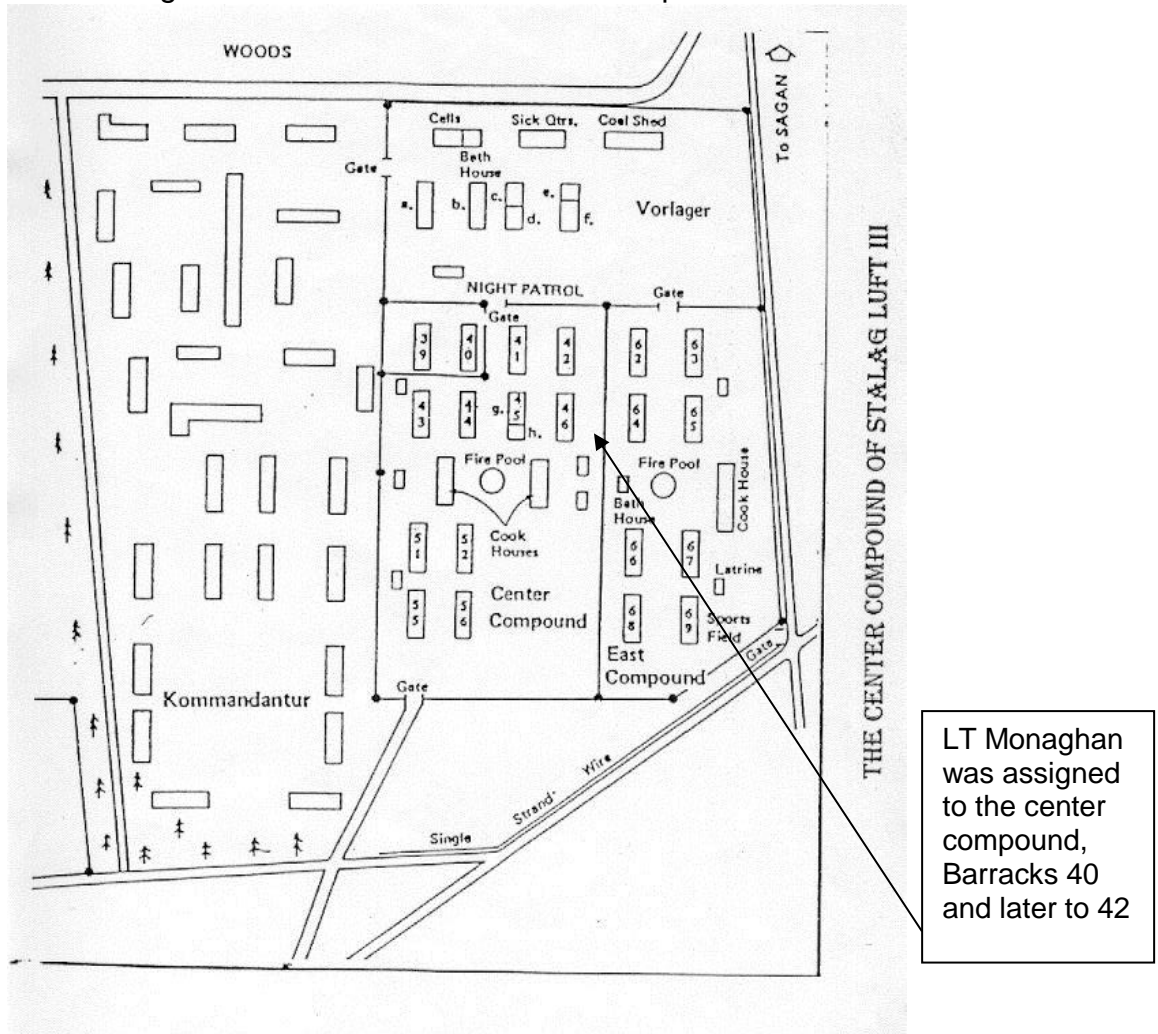 WOODS
To SAGAN
Cells
Sick Qtrs.
Coal Shed
Bath
House
Gate
a.
b.
c.
d.
e.
f.
Vorlager
NIGHT PATROL
Gate
Gate
39
40
41
42
62
63
43
44
g.
45
h.
46
64
65
Fire Pool
Fire Pool
Cook House
Bath
House
Cook
Houses
51
52
66
67
Latrine
Center
Compound
55
56
68
69
Sports
Field
East
Compound
Gate
Gate
Kommandantur
Single
Strand
Wire
THE CENTER COMPOUND OF STALAG LUFT III
LT Monaghan
was assigned
to the center
compound,
Barracks 40
and later to 42